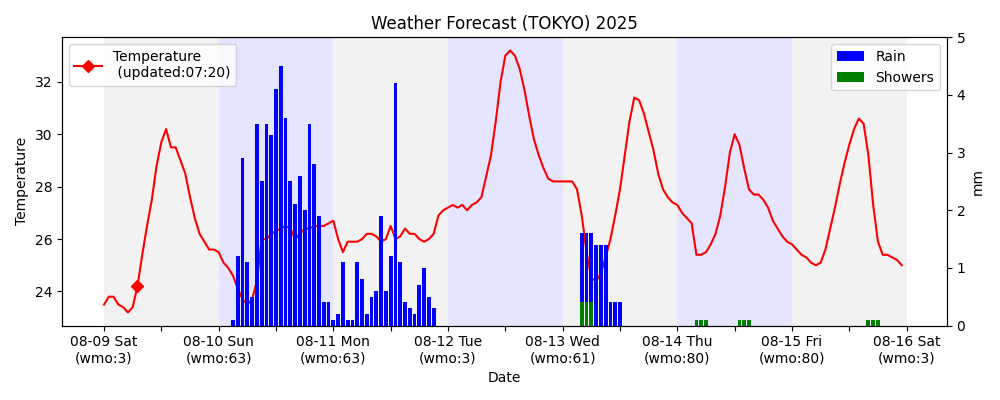 Weather Forecast (TOKYO) 2025
Temperature
(updated:07:20)
Rain
Showers
Temperature
32
30
28
26
24
5
4
3
2
1
0
mm
08-09 Sat
(wmo:3)
08-10 Sun
(wmo:63)
08-11 Mon
(wmo:63)
08-12 Tue
(wmo:3)
08-13 Wed
(wmo:61)
08-14 Thu
(wmo:80)
08-15 Fri
(wmo:80)
08-16 Sat
(wmo:3)
Date